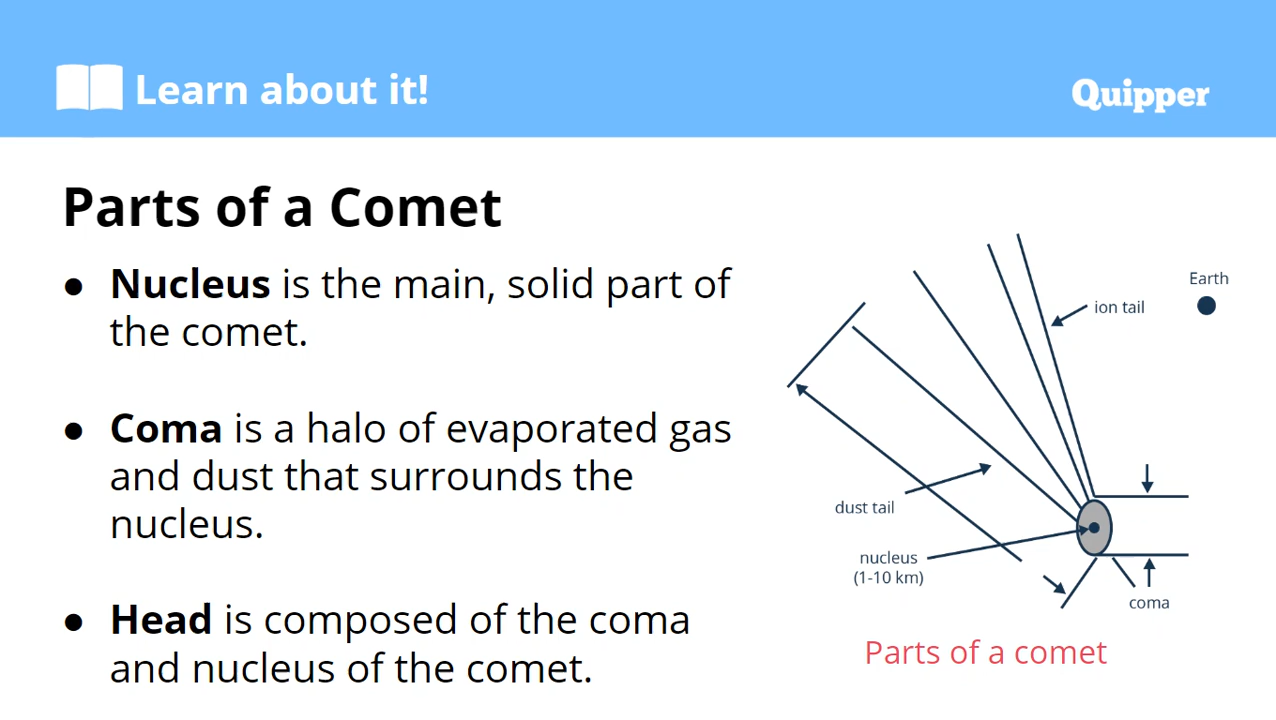 Learn about it!
Quipper
Parts of a Comet
● Nucleus is the main, solid part of
the comet.
● Coma is a halo of evaporated gas
and dust that surrounds the
nucleus.
● Head is composed of the coma
and nucleus of the comet.
Earth
ion tail
dust tail
nucleus
(1-10 km)
coma
Parts of a comet